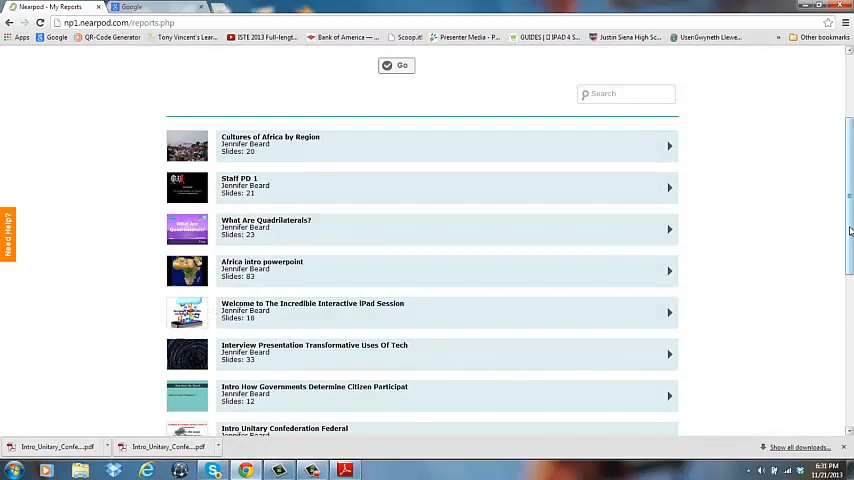 Nearpod - My Reports
Google
np1.nearpod.com/reports.php
Apps
Google
QR-Code Generator
Tony Vincent's Lear...
ISTE 2013 Full-lengt...
Bank of America — ...
Scoop.it!
Presenter Media - P...
GUIDES | IPAD 4 S...
Justin Siena High Sc...
User:Gwyneth Llewe...
»
Other bookmarks
Go
Search
Cultures of Africa by Region
Jennifer Beard
Slides: 20
Staff PD 1
Jennifer Beard
Slides: 21
What Are Quadrilaterals?
Jennifer Beard
Slides: 23
Africa intro powerpoint
Jennifer Beard
Slides: 83
Welcome to The Incredible Interactive iPad Session
Jennifer Beard
Slides: 18
Interview Presentation Transformative Uses Of Tech
Jennifer Beard
Slides: 33
Intro How Governments Determine Citizen Participat
Jennifer Beard
Slides: 12
Intro Unitary Confederation Federal
Jennifer Beard
Need Help?
What Are
Quadrilaterals?
Intro_Unitary_Confe....pdf
Intro_Unitary_Confe....pdf
Show all downloads...
6:31 PM
11/21/2013